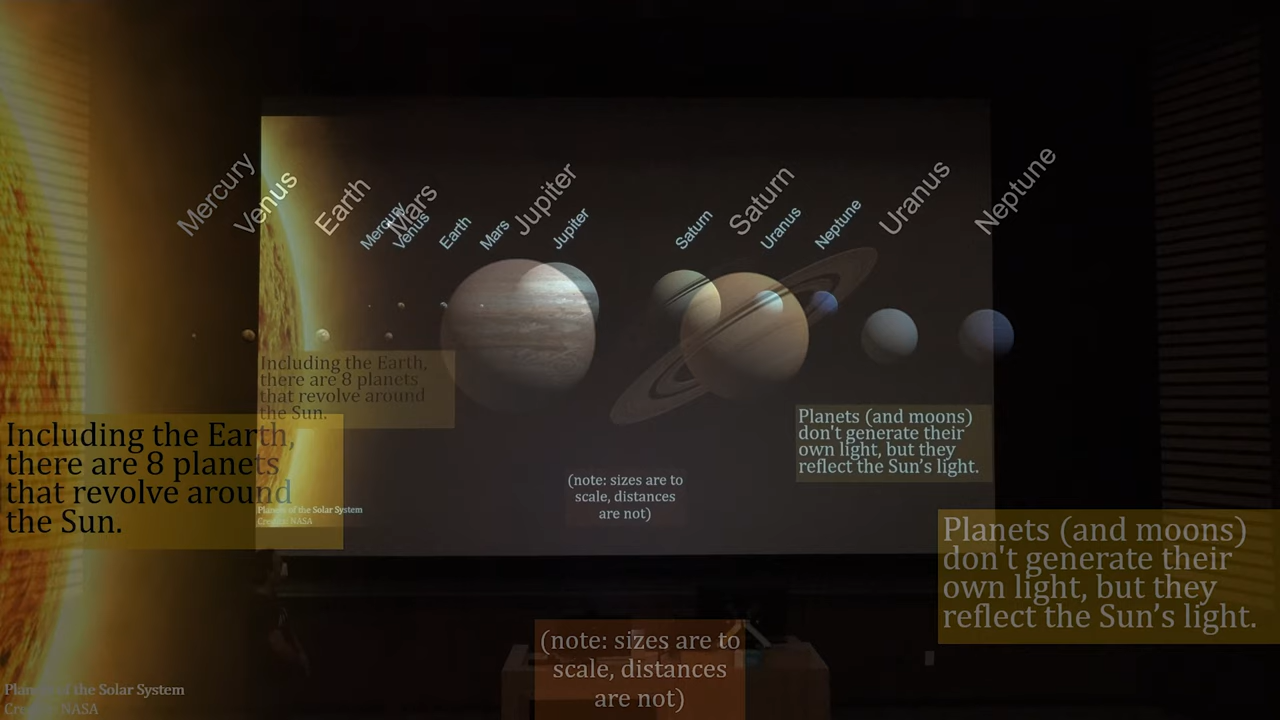 Mercury
Venus
Earth
Mars
Jupiter
Saturn
Uranus
Neptune
Mercury
Venus
Earth
Mars
Jupiter
Saturn
Uranus
Neptune
Including the Earth,
there are 8 planets
that revolve around
the Sun.
Planets (and moons)
don't generate their
own light, but they
reflect the Sun's light.
(note: sizes are to
scale, distances
are not)
Planets of the Solar System
Credit: NASA
Including the Earth,
there are 8 planets
that revolve around
the Sun.
Planets (and moons)
don't generate their
own light, but they
reflect the Sun's light.
(note: sizes are to
scale, distances
are not)
Planets of the Solar System
Credit: NASA